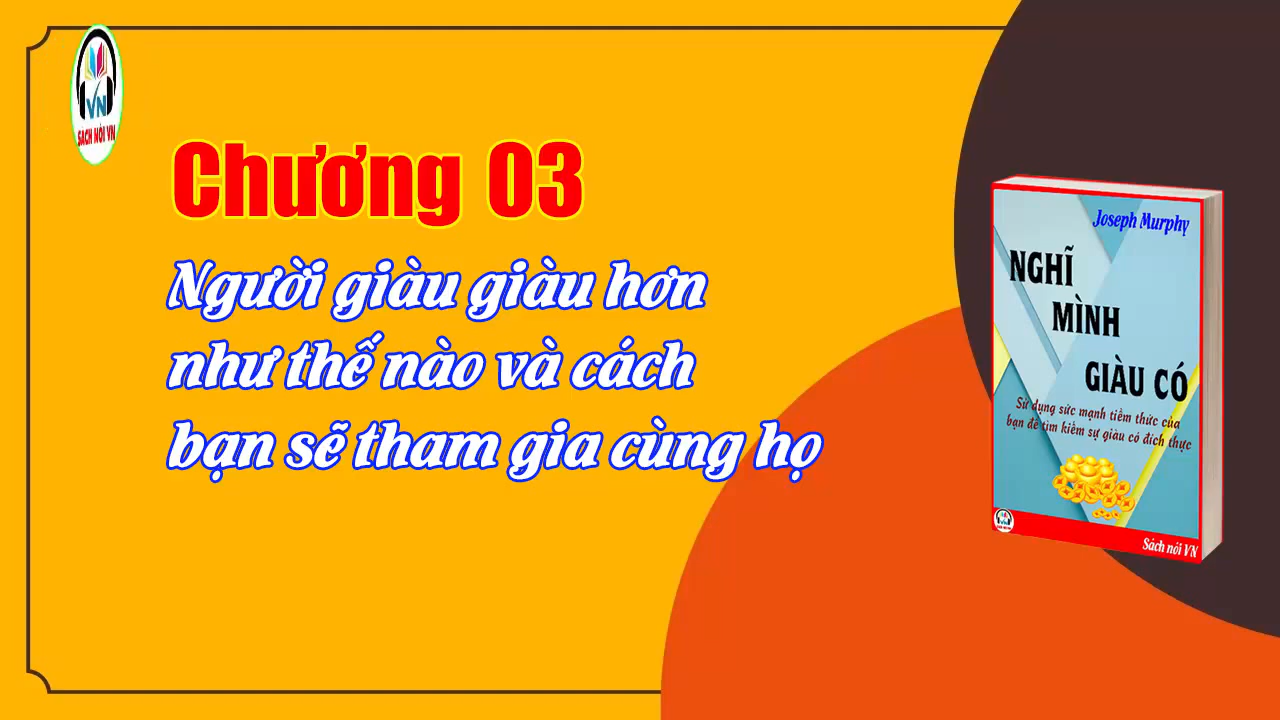 VN
SACH NÓI VN
Chương 03
Người giàu giàu hơn
như thế nào và cách
bạn sẽ tham gia cùng họ
Joseph Murphy
NGHĨ
MÌNH
GIÀU CÓ
Sử dụng sức mạnh tiềm thức của
bạn để tìm kiếm sự giàu có đích thực
Sách nói VN